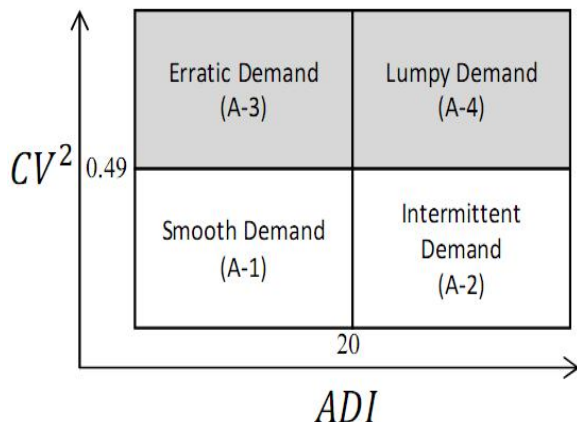 Erratic Demand
(A-3)
Lumpy Demand
(A-4)
CV²
0.49
Smooth Demand
(A-1)
Intermittent
Demand
(A-2)
20
ADI